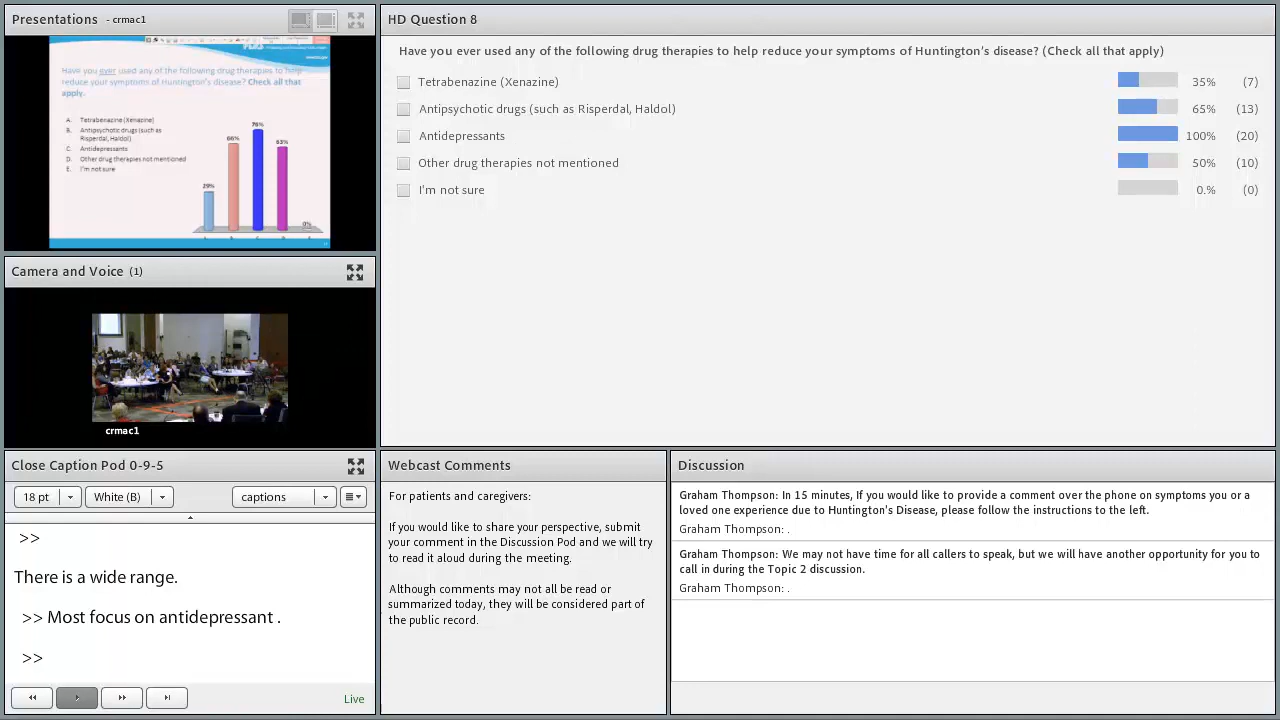 Presentations - crmac1
Have you ever used any of the following drug therapies to help
reduce your symptoms of Huntington's disease? Check all that
apply.
A. Tetrabenazine (Xenazine)
B. Antipsychotic drugs (such as
Risperdal, Haldol)
C. Antidepressants
D. Other drug therapies not mentioned
E. I'm not sure
29%
66%
76%
63%
0%
Camera and Voice (1)
crmac1
Close Caption Pod 0-9-5
18 pt White (B) captions
>>
There is a wide range.
>> Most focus on antidepressant .
>>
Live
HD Question 8
Have you ever used any of the following drug therapies to help reduce your symptoms of Huntington's disease? (Check all that apply)
Tetrabenazine (Xenazine) 35% (7)
Antipsychotic drugs (such as Risperdal, Haldol) 65% (13)
Antidepressants 100% (20)
Other drug therapies not mentioned 50% (10)
I'm not sure 0.% (0)
Webcast Comments
For patients and caregivers:
If you would like to share your perspective, submit
your comment in the Discussion Pod and we will try
to read it aloud during the meeting.
Although comments may not all be read or
summarized today, they will be considered part of
the public record.
Discussion
Graham Thompson: In 15 minutes, If you would like to provide a comment over the phone on symptoms you or a
loved one experience due to Huntington's Disease, please follow the instructions to the left.
Graham Thompson: .
Graham Thompson: We may not have time for all callers to speak, but we will have another opportunity for you to
call in during the Topic 2 discussion.
Graham Thompson: .